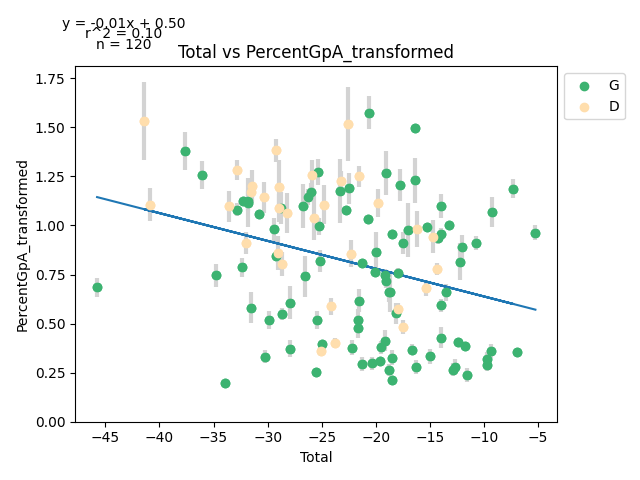 y = -0.01x + 0.50
r^2 = 0.10
n = 120
Total vs PercentGpA_transformed
G
D
PercentGpA_transformed
1.75
1.50
1.25
1.00
0.75
0.50
0.25
0.00
−45 −40 −35 −30 −25 −20 −15 −10 −5
Total